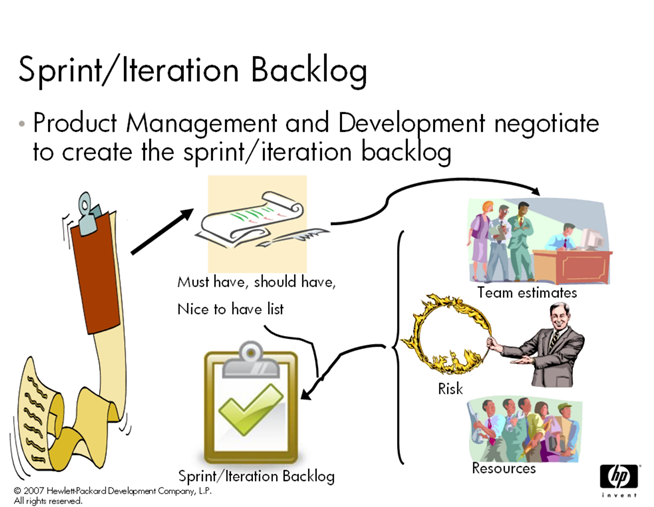 Sprint/Iteration Backlog
• Product Management and Development negotiate
to create the sprint/iteration backlog
Must have, should have,
Nice to have list
Team estimates
Risk
Resources
Sprint/Iteration Backlog
© 2007 Hewlett-Packard Development Company, L.P.
All rights reserved.
hp
invent